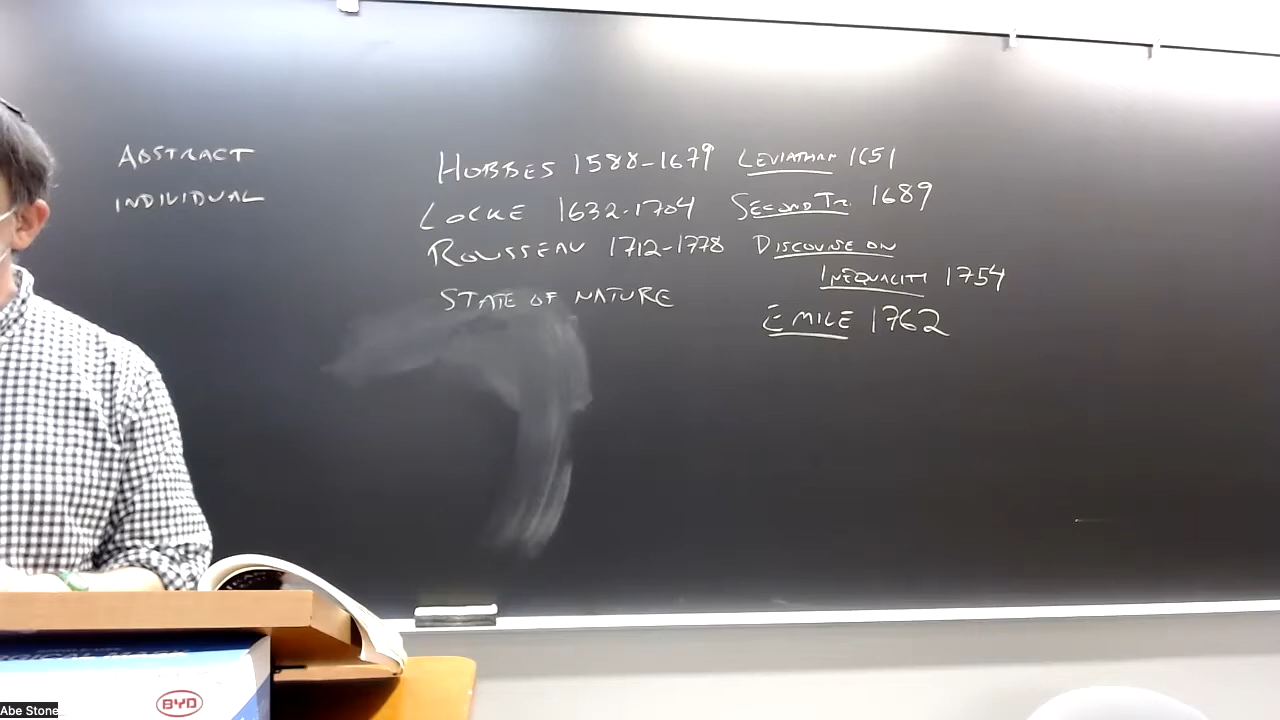 ABSTRACT
INDIVIDUAL
HOBBES 1588-1679 LEVIATHAN 1651
LOCKE 1632-1704 SECOND TR. 1689
ROUSSEAU 1712-1778 DISCOURSE ON
INEQUALITY 1754
STATE OF NATURE
EMILE 1762
BYD
Abe Stone